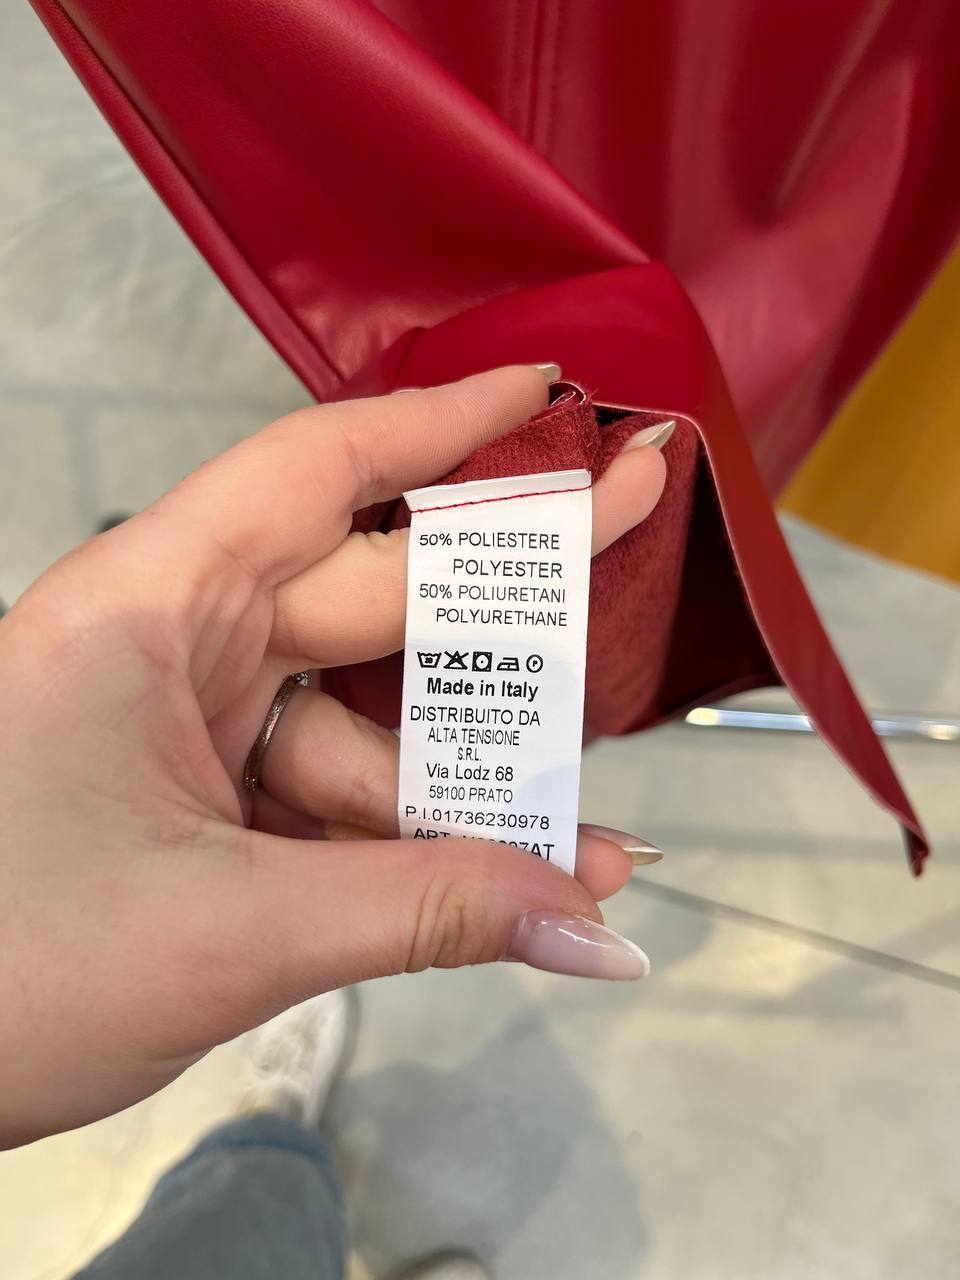 50% POLIESTERE
POLYESTER
50% POLIURETANI
POLYURETHANE
Made in Italy
DISTRIBUITO DA
ALTA TENSIONE
S.R.L.
Via Lodz 68
59100 PRATO
P.I.01736230978
ART.